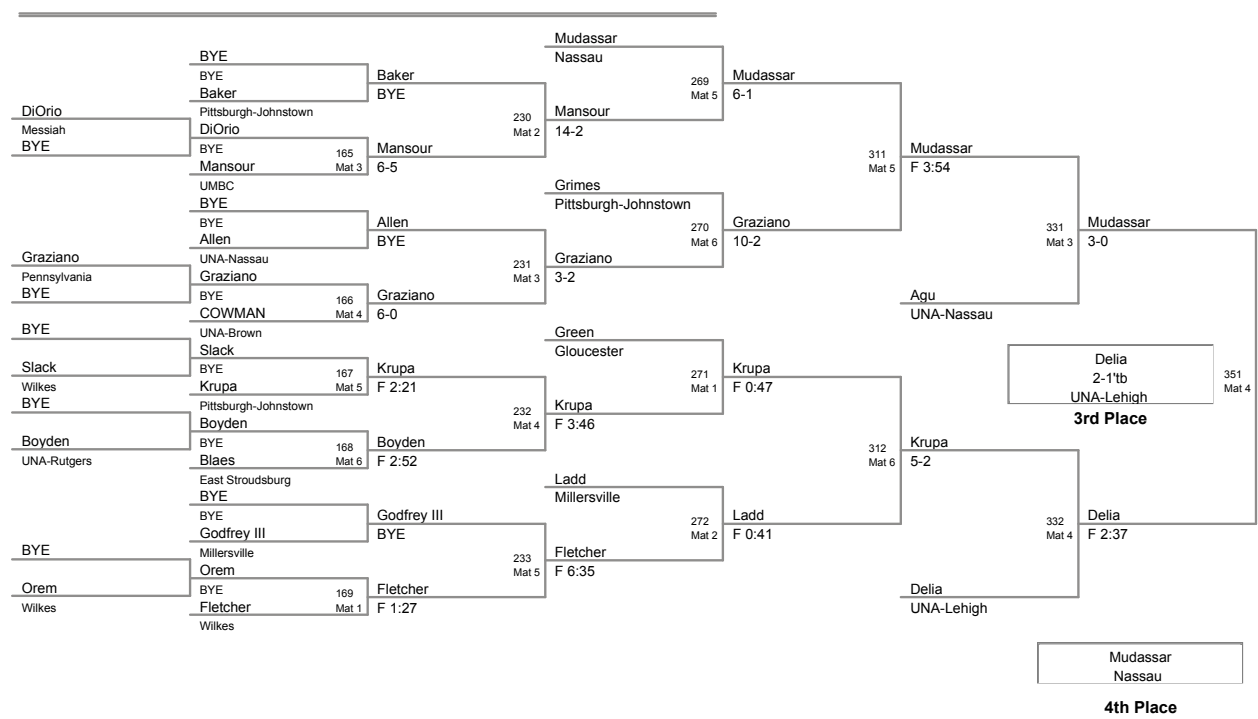 BYE
BYE
Baker
Pittsburgh-Johnstown
DiOrio
Messiah
BYE
DiOrio
BYE
Mansour
UMBC
165
Mat 3
Baker
BYE
Mansour
6-5
230
Mat 2
Mansour
14-2
Mudassar
Nassau
269
Mat 5
Mudassar
6-1
BYE
BYE
Allen
UNA-Nassau
Graziano
Pennsylvania
BYE
Graziano
BYE
COWMAN
UNA-Brown
166
Mat 4
Allen
BYE
Graziano
6-0
231
Mat 3
Graziano
3-2
Grimes
Pittsburgh-Johnstown
270
Mat 6
Graziano
10-2
311
Mat 5
Mudassar
F 3:54
Agu
UNA-Nassau
331
Mat 3
Mudassar
3-0
BYE
Slack
Wilkes
Slack
BYE
Krupa
Pittsburgh-Johnstown
167
Mat 5
Krupa
F 2:21
BYE
Boyden
UNA-Rutgers
Boyden
BYE
Blaes
East Stroudsburg
168
Mat 6
Boyden
F 2:52
232
Mat 4
Krupa
F 3:46
Green
Gloucester
271
Mat 1
Krupa
F 0:47
BYE
BYE
Godfrey III
Millersville
Godfrey III
BYE
BYE
Orem
Wilkes
Orem
BYE
Fletcher
Wilkes
169
Mat 1
Fletcher
F 1:27
233
Mat 5
Fletcher
F 6:35
Ladd
Millersville
272
Mat 2
Ladd
F 0:41
312
Mat 6
Krupa
5-2
Delia
UNA-Lehigh
332
Mat 4
Delia
F 2:37
351
Mat 4
Delia
2-1'tb
UNA-Lehigh
3rd Place
Mudassar
Nassau
4th Place